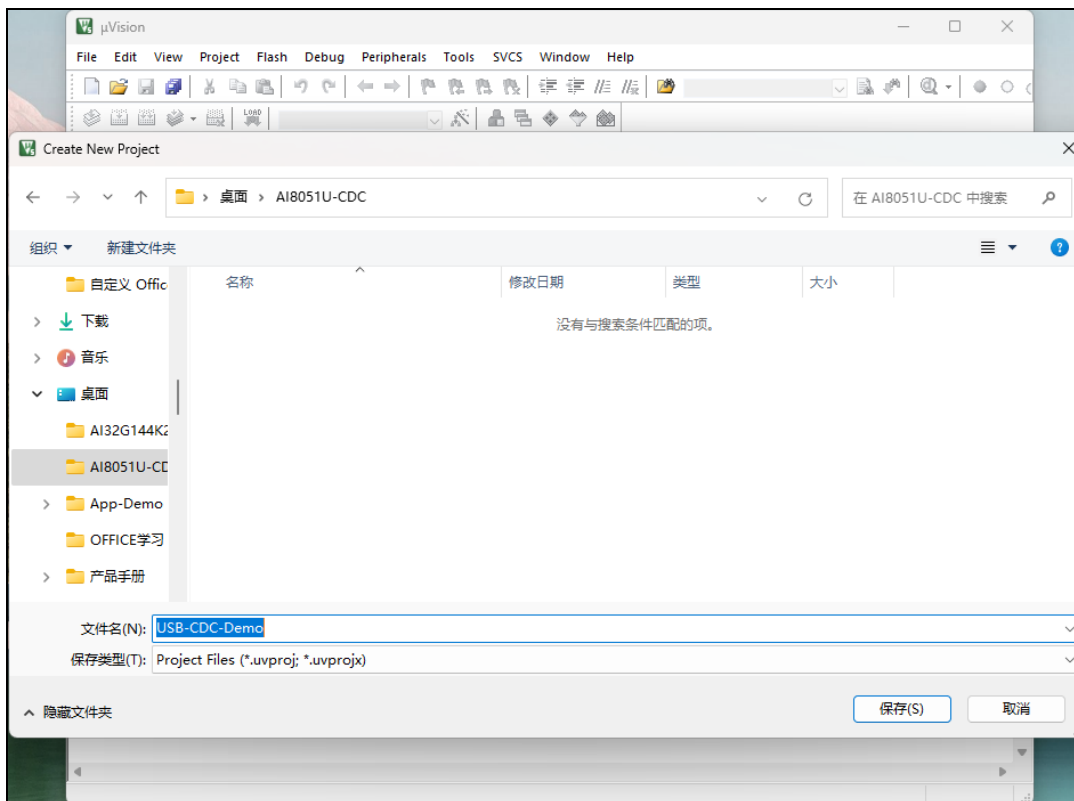 μVision
File Edit View Project Flash Debug Peripherals Tools SVCS Window Help
LOAD
Create New Project
桌面 AI8051U-CDC
在 AI8051U-CDC 中搜索
组织 新建文件夹
名称 修改日期 类型 大小
没有与搜索条件匹配的项。
自定义 Offic
下载
音乐
桌面
AI32G144K2
AI8051U-CD
App-Demo
OFFICE学习
产品手册
文件名(N): USB-CDC-Demo
保存类型(T): Project Files (*.uvproj; *.uvprojx)
隐藏文件夹 保存(S) 取消